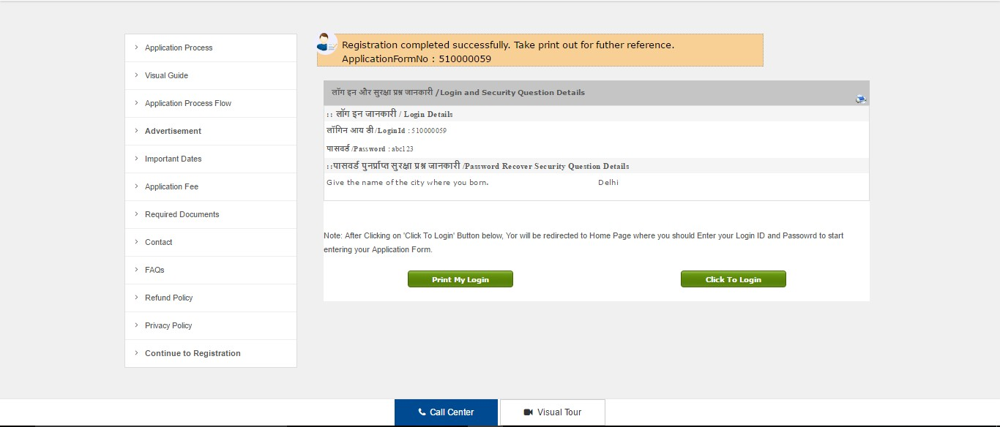 Application Process
Visual Guide
Application Process Flow
Advertisement
Important Dates
Application Fee
Required Documents
Contact
FAQs
Refund Policy
Privacy Policy
Continue to Registration
Registration completed successfully. Take print out for futher reference.
ApplicationFormNo : 510000059
लॉग इन और सुरक्षा प्रश्न जानकारी /Login and Security Question Details
:: लॉग इन जानकारी / Login Details
लॉगिन आय डी /LoginId : 510000059
पासवर्ड /Password : abc123
::पासवर्ड पुनर्प्राप्त सुरक्षा प्रश्न जानकारी /Password Recover Security Question Details
Give the name of the city where you born. Delhi
Note: After Clicking on 'Click To Login' Button below, Yor will be redirected to Home Page where you should Enter your Login ID and Passowrd to start
entering your Application Form.
Print My Login Click To Login
Call Center Visual Tour